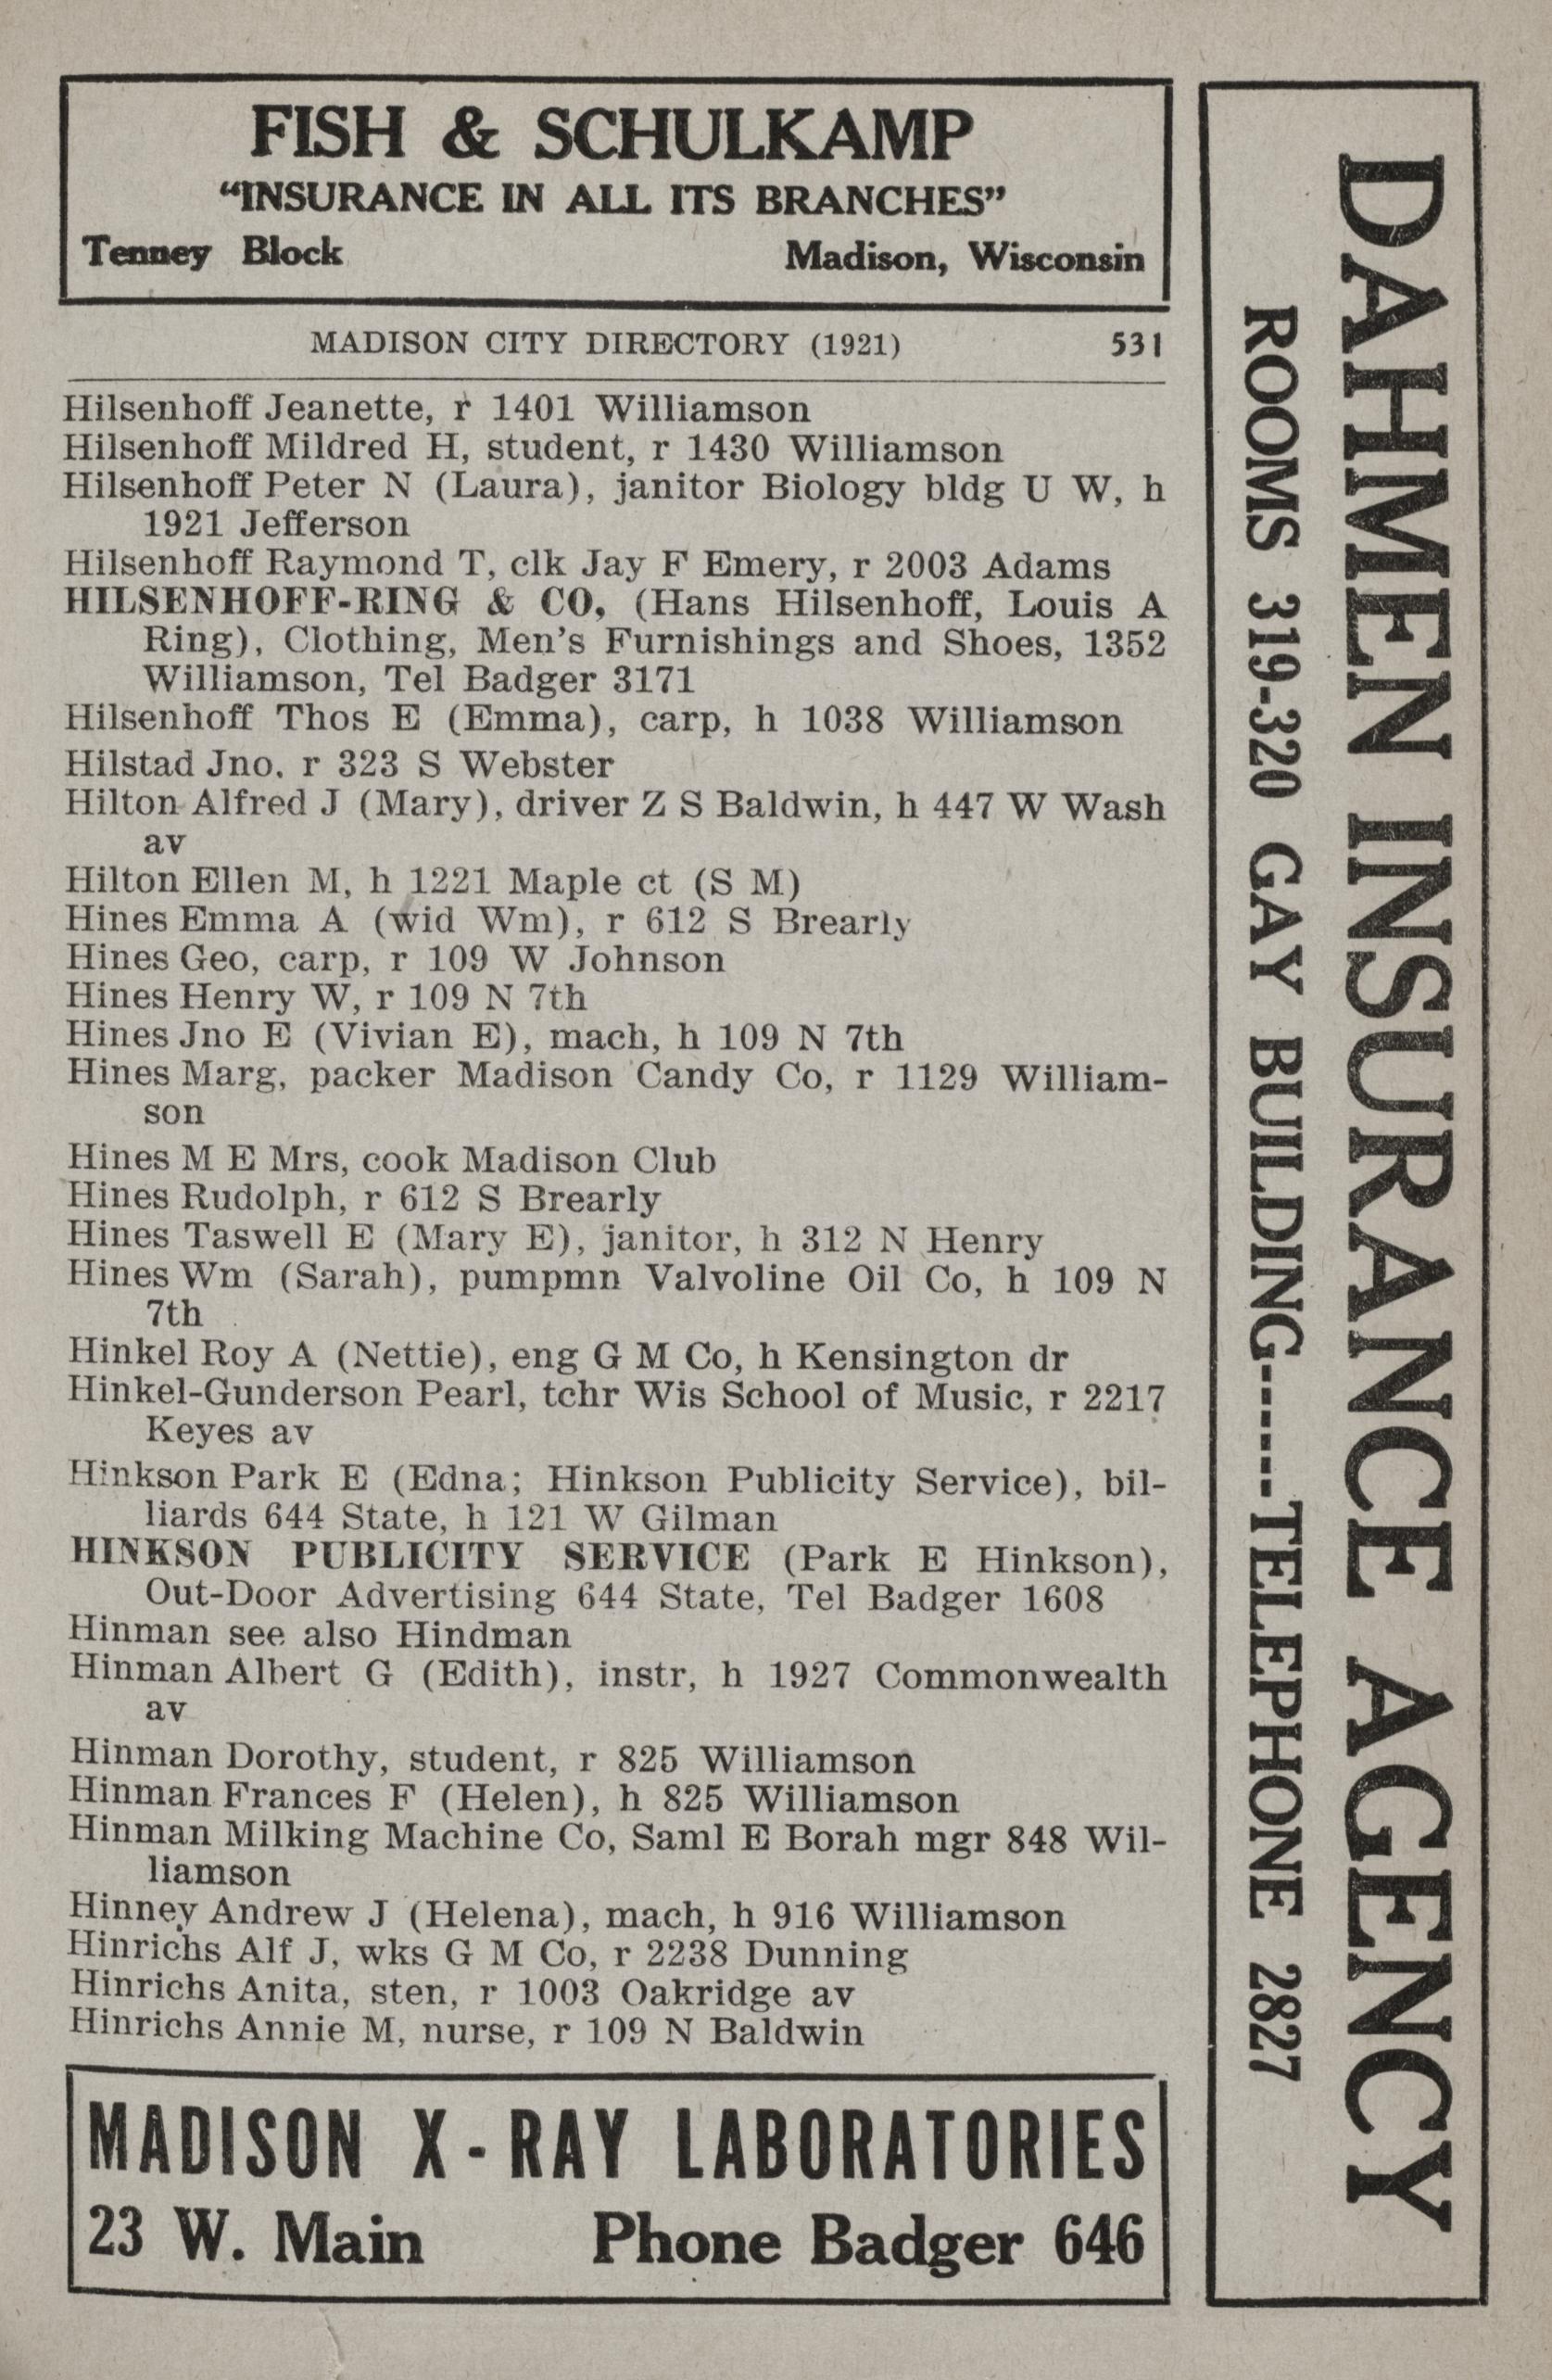 FISH & SCHULKAMP
“INSURANCE IN ALL ITS BRANCHES”
Tenney Block Madison, Wisconsin
MADISON CITY DIRECTORY (1921) 531
Hilsenhoff Jeanette, r 1401 Williamson
Hilsenhoff Mildred H, student, r 1430 Williamson
Hilsenhoff Peter N (Laura), janitor Biology bldg U W, h
1921 Jefferson
Hilsenhoff Raymond T, clk Jay F Emery, r 2003 Adams
HILSENHOFF-RING & CO, (Hans Hilsenhoff, Louis A
Ring), Clothing, Men’s Furnishings and Shoes, 1352
Williamson, Tel Badger 3171
Hilsenhoff Thos E (Emma), carp, h 1038 Williamson
Hilstad Jno. r 323 S Webster
Hilton Alfred J (Mary), driver Z S Baldwin, h 447 W Wash
av
Hilton Ellen M, h 1221 Maple ct (S M)
Hines Emma A (wid Wm), r 612 S Brearly
Hines Geo, carp, r 109 W Johnson
Hines Henry W, r 109 N 7th
Hines Jno E (Vivian E), mach, h 109 N 7th
Hines Marg, packer Madison Candy Co, r 1129 William-
son
Hines M E Mrs, cook Madison Club
Hines Rudolph, r 612 S Brearly
Hines Taswell E (Mary E), janitor, h 312 N Henry
Hines Wm (Sarah), pumpmn Valvoline Oil Co, h 109 N
7th
Hinkel Roy A (Nettie), eng G M Co, h Kensington dr
Hinkel-Gunderson Pearl, tchr Wis School of Music, r 2217
Keyes av
Hinkson Park E (Edna; Hinkson Publicity Service), bil-
liards 644 State, h 121 W Gilman
HINKSON PUBLICITY SERVICE (Park E Hinkson),
Out-Door Advertising 644 State, Tel Badger 1608
Hinman see also Hindman
Hinman Albert G (Edith), instr, h 1927 Commonwealth
av
Hinman Dorothy, student, r 825 Williamson
Hinman Frances F (Helen), h 825 Williamson
Hinman Milking Machine Co, Saml E Borah mgr 848 Wil-
liamson
Hinney Andrew J (Helena), mach, h 916 Williamson
Hinrichs Alf J, wks G M Co, r 2238 Dunning
Hinrichs Anita, sten, r 1003 Oakridge av
Hinrichs Annie M, nurse, r 109 N Baldwin
MADISON X-RAY LABORATORIES
23 W. Main Phone Badger 646
DAHMEN INSURANCE AGENCY
ROOMS 319-320 GAY BUILDING------TELEPHONE 2827